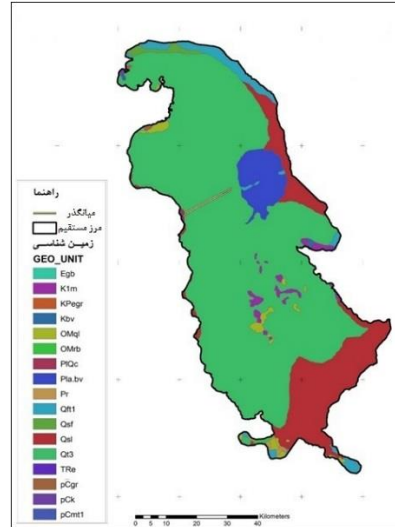 راهنما
میانگذر
مرز مستقیم
زمین شناسی
GEO_UNIT
Egb
K1m
KPegr
Kbv
OMql
OMrb
PlQc
Pla.bv
Pr
Qft1
Qsf
Qsl
Qt3
TRe
pCgr
pCk
pCmt1
0 5 10 20 30 40 Kilometers